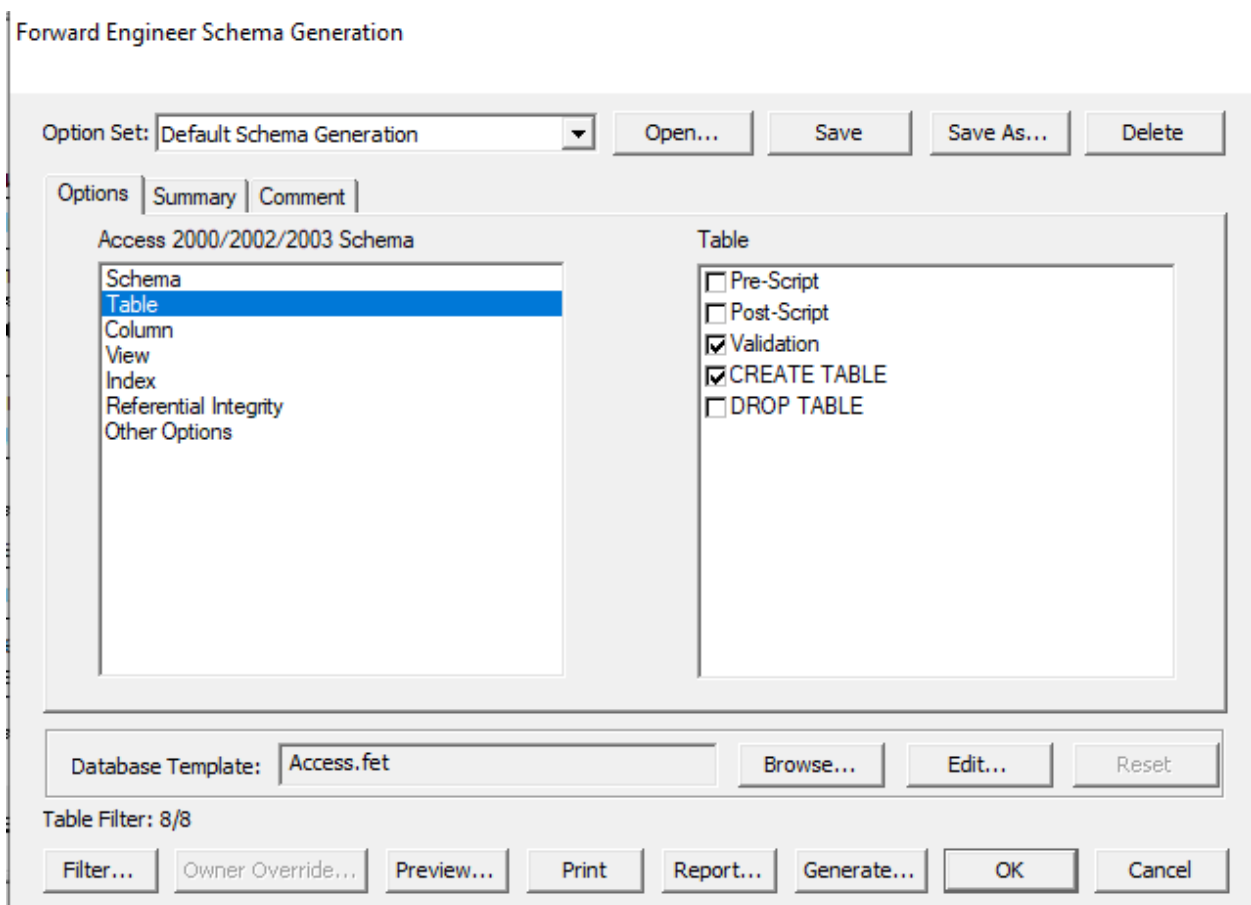 Forward Engineer Schema Generation
Option Set: Default Schema Generation Open... Save Save As... Delete
Options Summary Comment
Access 2000/2002/2003 Schema Table
Schema
Table
Column
View
Index
Referential Integrity
Other Options
Pre-Script
Post-Script
Validation
CREATE TABLE
DROP TABLE
Database Template: Access.fet Browse... Edit... Reset
Table Filter: 8/8
Filter... Owner Override... Preview... Print Report... Generate... OK Cancel